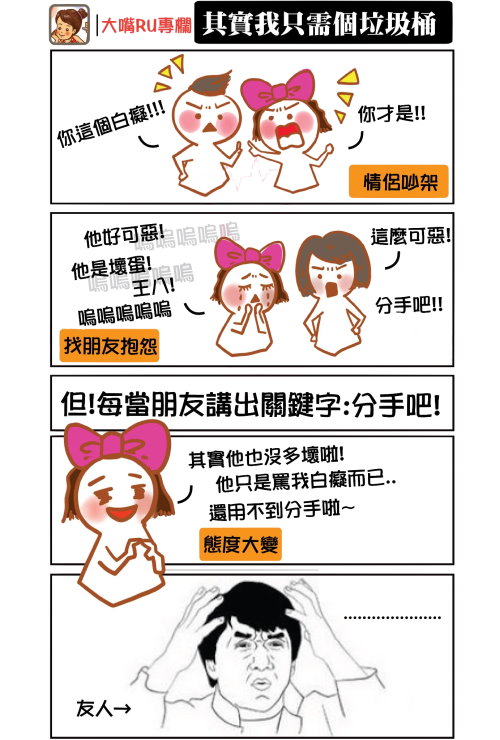 大嘴RU專欄
其實我只需個垃圾桶
你這個白癡!!!
你才是!!
情侶吵架
他好可惡!
嗚嗚嗚嗚嗚
他是壞蛋!
嗚嗚嗚嗚嗚
王八!
嗚嗚嗚嗚嗚
這麼可惡!
分手吧!!
找朋友抱怨
但!每當朋友講出關鍵字:分手吧!
其實他也沒多壞啦!
他只是罵我白癡而已..
還用不到分手啦~
態度大變
......................
友人→